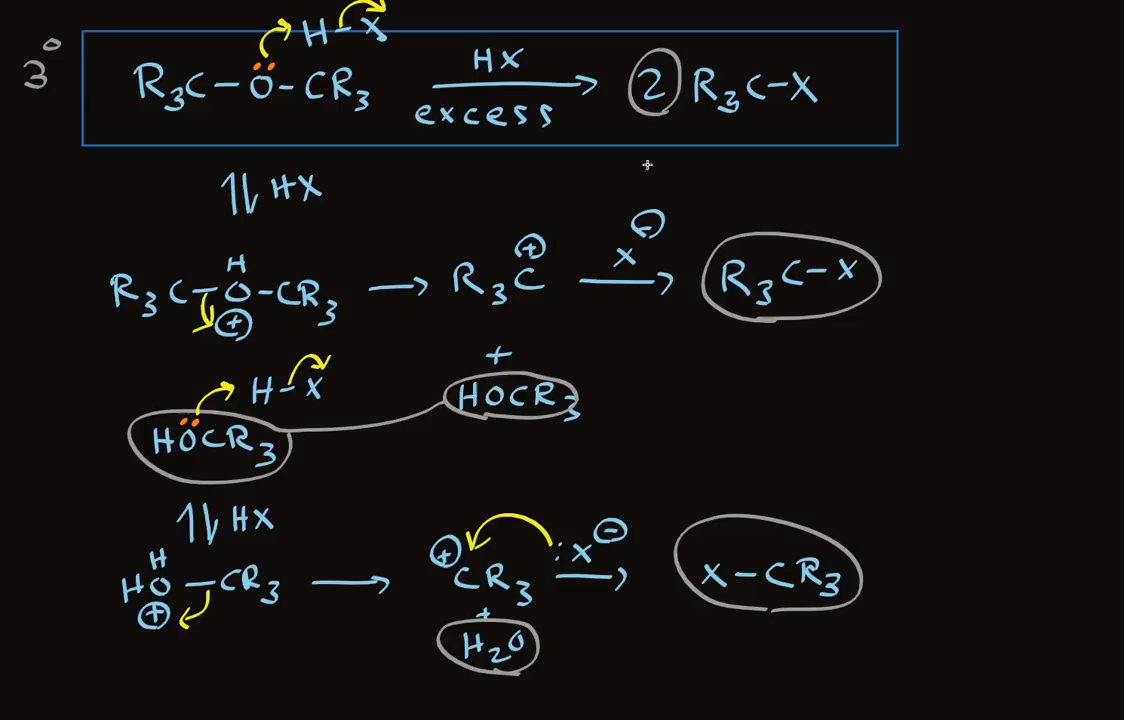 H-X
3° R₃C-Ö-CR₃ HX excess → 2 R₃C-X
⇅ HX
H X⊖
R₃C-O-CR₃ → R₃C⊕ → R₃C-X
⊕
+
H-X HOCR₃
HÖCR₃
⇅ HX
H
HO-CR₃ → ⊕CR₃ :X⊖ → X-CR₃
⊕ +
H₂O